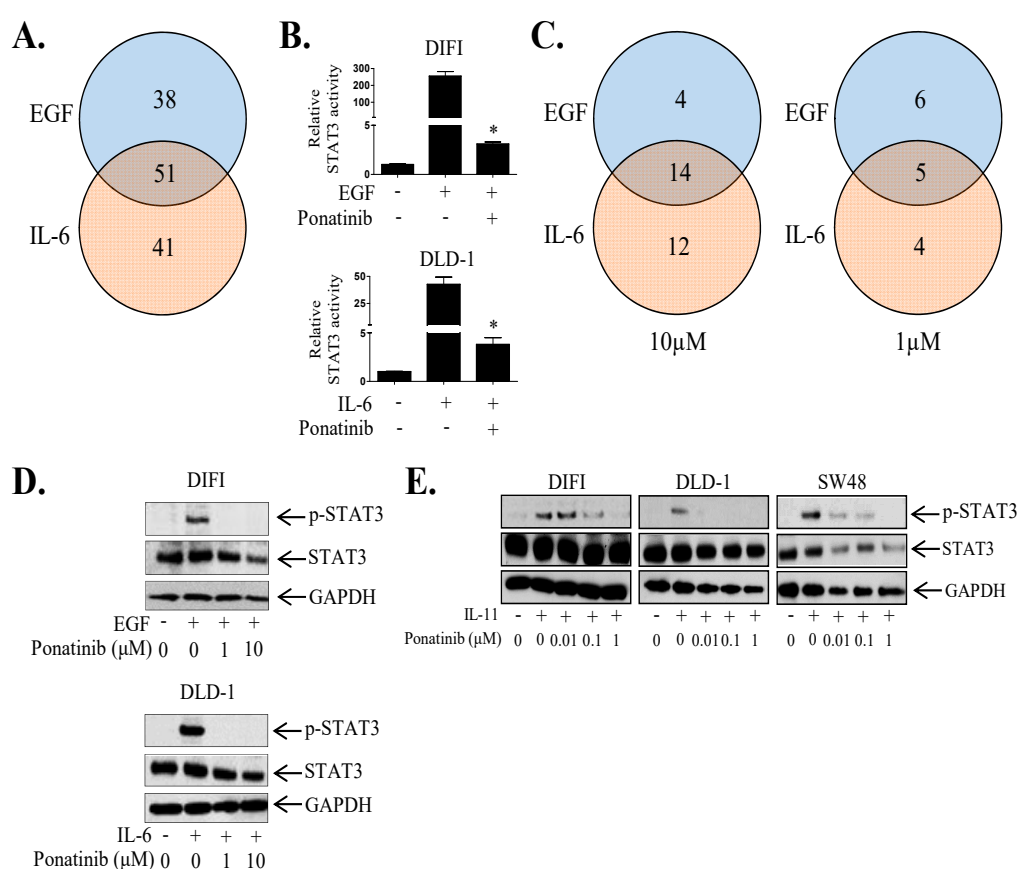 A.
EGF
38
51
IL-6
41
B.
DIFI
Relative
STAT3 activity
300
200
100
5
0
*
EGF - + +
Ponatinib - - +
DLD-1
Relative
STAT3 activity
50
25
5
0
*
IL-6 - + +
Ponatinib - - +
C.
EGF
4
14
IL-6
12
10µM
EGF
6
5
IL-6
4
1µM
D.
DIFI
p-STAT3
STAT3
GAPDH
EGF - + + +
Ponatinib (µM) 0 0 1 10
DLD-1
p-STAT3
STAT3
GAPDH
IL-6 - + + +
Ponatinib (µM) 0 0 1 10
E.
DIFI DLD-1 SW48
p-STAT3
STAT3
GAPDH
IL-11 - + + + + - + + + + - + + + +
Ponatinib (µM) 0 0 0.01 0.1 1 0 0 0.01 0.1 1 0 0 0.01 0.1 1